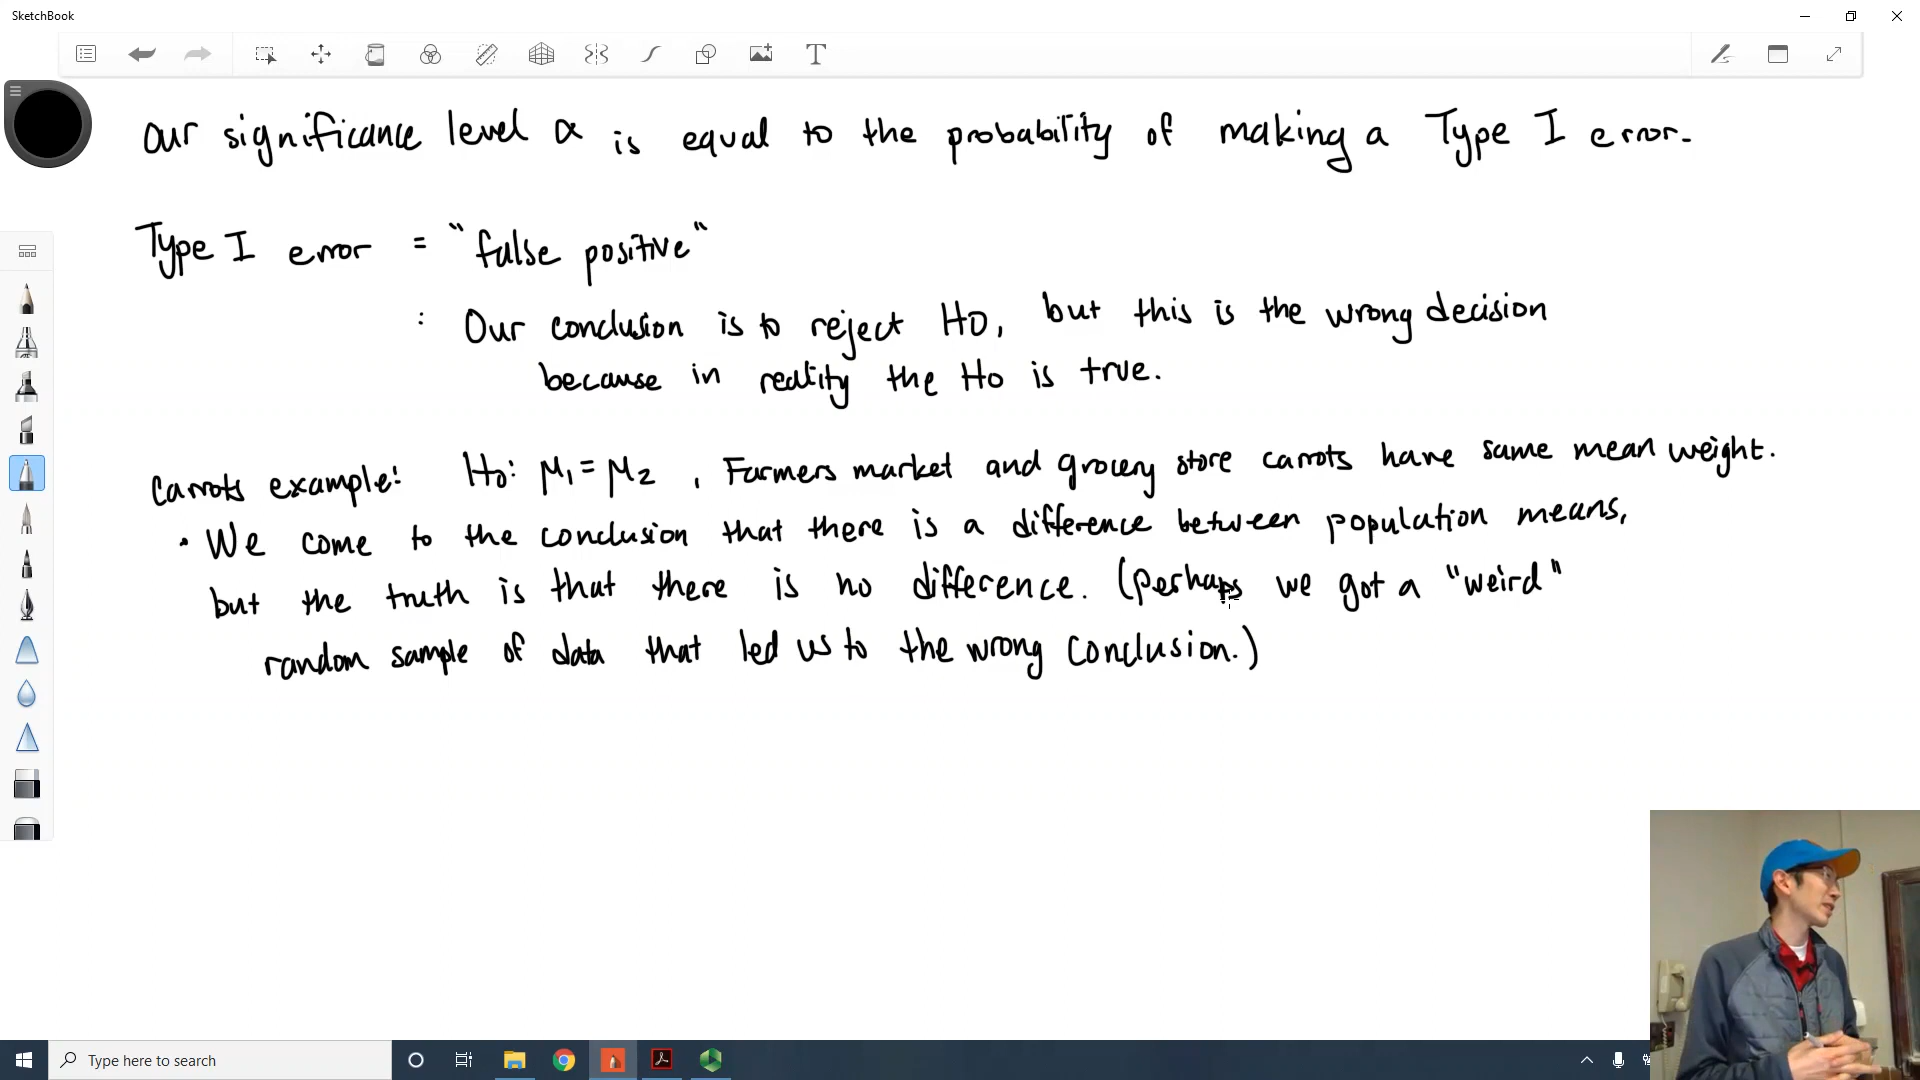 SketchBook
T
Our significance level α is equal to the probability of making a Type I error.
Type I error = "false positive"
: Our conclusion is to reject H0, but this is the wrong decision
because in reality the H0 is true.
Carrots example: H0: μ1 = μ2 , Farmers market and grocery store carrots have same mean weight.
• We come to the conclusion that there is a difference between population means,
but the truth is that there is no difference. (Perhaps we got a "weird"
random sample of data that led us to the wrong conclusion.)
Type here to search